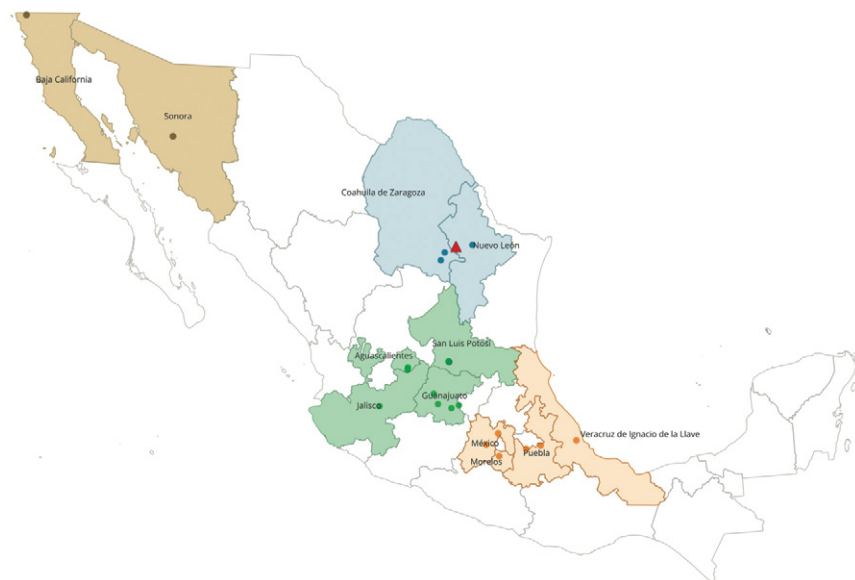 Baja California
Sonora
Coahuila de Zaragoza
Nuevo León
San Luis Potosí
Aguascalientes
Guanajuato
Jalisco
Veracruz de Ignacio de la Llave
México
Puebla
Morelos